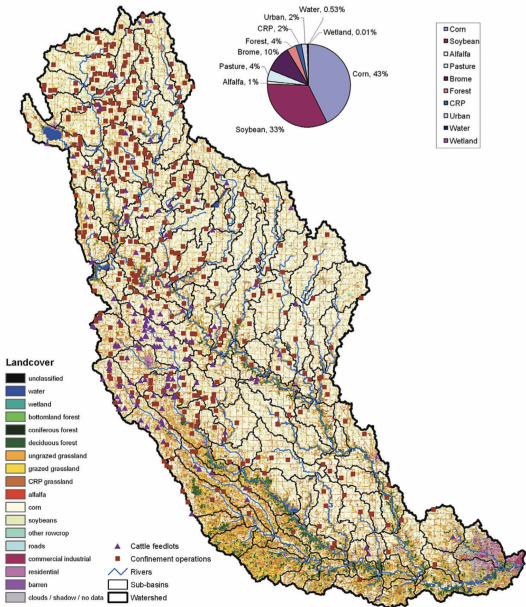 Water, 0.53%
Urban, 2%
CRP, 2%
Wetland, 0.01%
Forest, 4%
Brome, 10%
Pasture, 4%
Alfalfa, 1%
Corn, 43%
Soybean, 33%
Corn
Soybean
Alfalfa
Pasture
Brome
Forest
CRP
Urban
Water
Wetland
Landcover
unclassified
water
wetland
bottomland forest
coniferous forest
deciduous forest
ungrazed grassland
grazed grassland
CRP grassland
alfalfa
corn
soybeans
other rowcrop
roads
commercial industrial
residential
barren
clouds / shadow / no data
Cattle feedlots
Confinement operations
Rivers
Sub-basins
Watershed